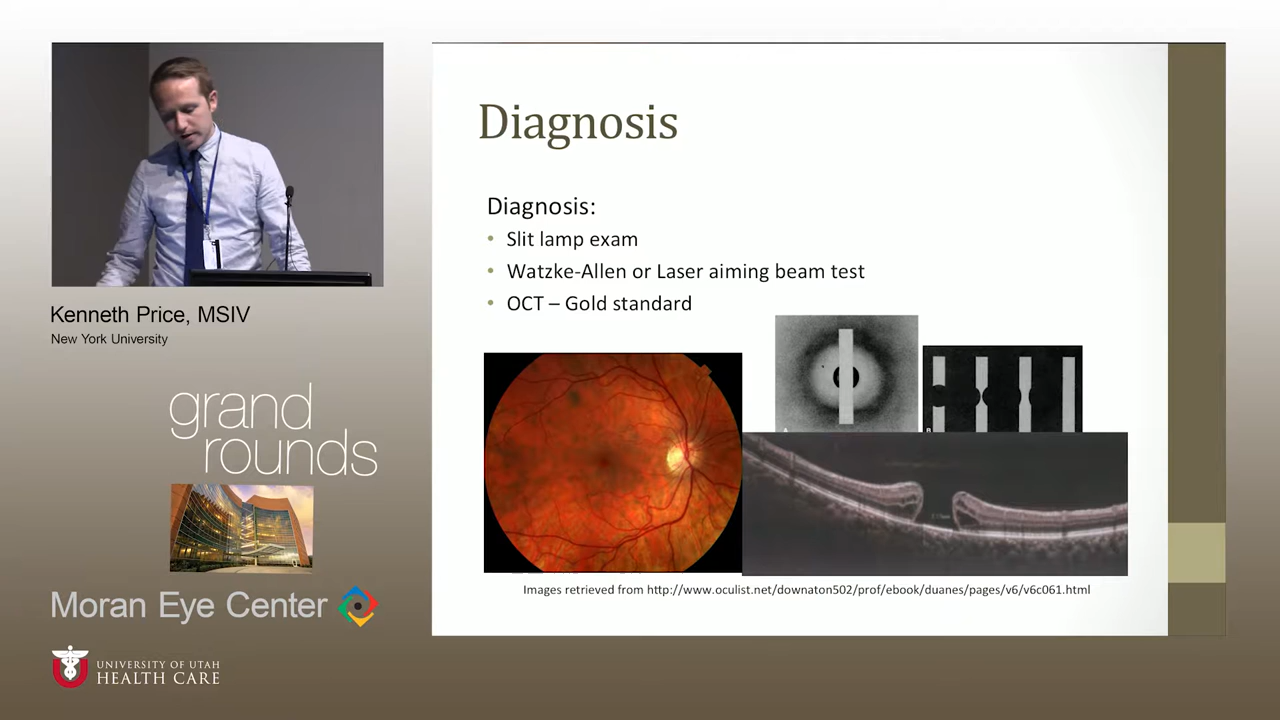 Kenneth Price, MSIV
New York University
grand
rounds
Moran Eye Center
UNIVERSITY OF UTAH
HEALTH CARE
Diagnosis
Diagnosis:
• Slit lamp exam
• Watzke-Allen or Laser aiming beam test
• OCT – Gold standard
A
B
Images retrieved from http://www.oculist.net/downaton502/prof/ebook/duanes/pages/v6/v6c061.html